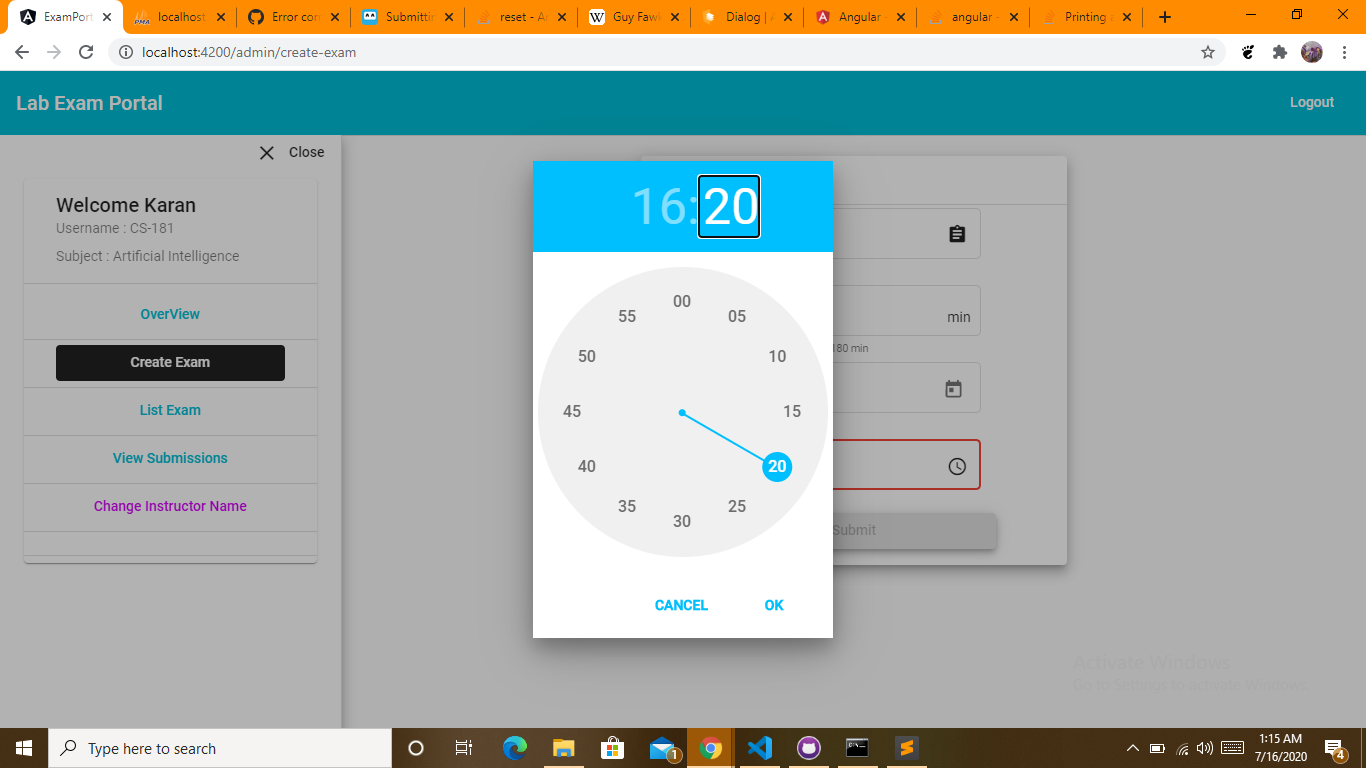 ExamPort
localhost
Error con
Submittin
reset - An
Guy Fawk
Dialog | A
Angular -
angular -
Printing a
localhost:4200/admin/create-exam
Lab Exam Portal
Logout
Close
Welcome Karan
Username : CS-181
Subject : Artificial Intelligence
OverView
Create Exam
List Exam
View Submissions
Change Instructor Name
16:20
00
55
05
50
10
min
180 min
45
15
40
20
35
25
30
Submit
CANCEL
OK
Activate Windows
Go to Settings to activate Windows.
Type here to search
1
1:15 AM
7/16/2020
4